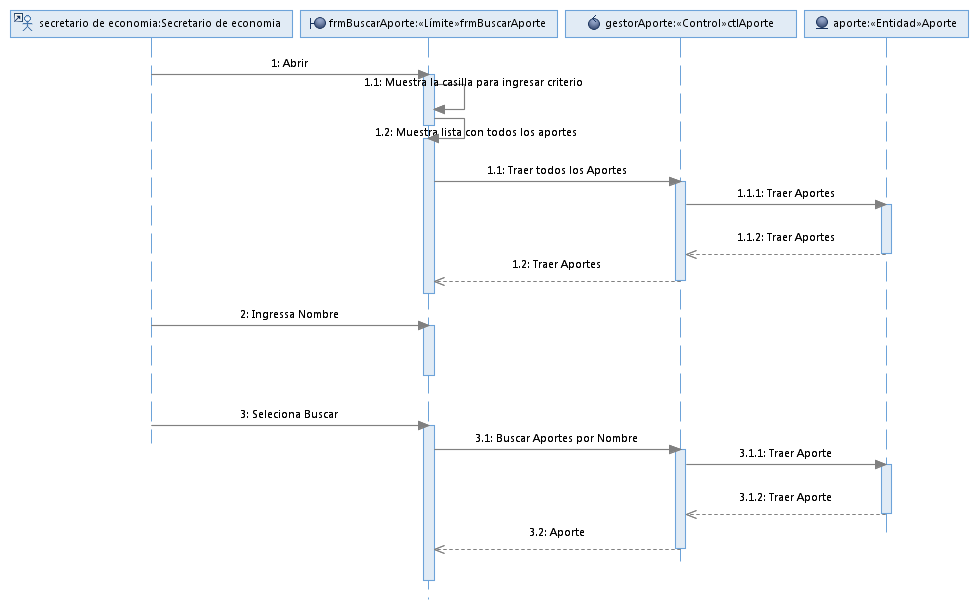 secretario de economia:Secretario de economia
frmBuscarAporte:«Límite»frmBuscarAporte
gestorAporte:«Control»ctlAporte
aporte:«Entidad»Aporte
1: Abrir
1.1: Muestra la casilla para ingresar criterio
1.2: Muestra lista con todos los aportes
1.1: Traer todos los Aportes
1.1.1: Traer Aportes
1.1.2: Traer Aportes
1.2: Traer Aportes
2: Ingressa Nombre
3: Seleciona Buscar
3.1: Buscar Aportes por Nombre
3.1.1: Traer Aporte
3.1.2: Traer Aporte
3.2: Aporte